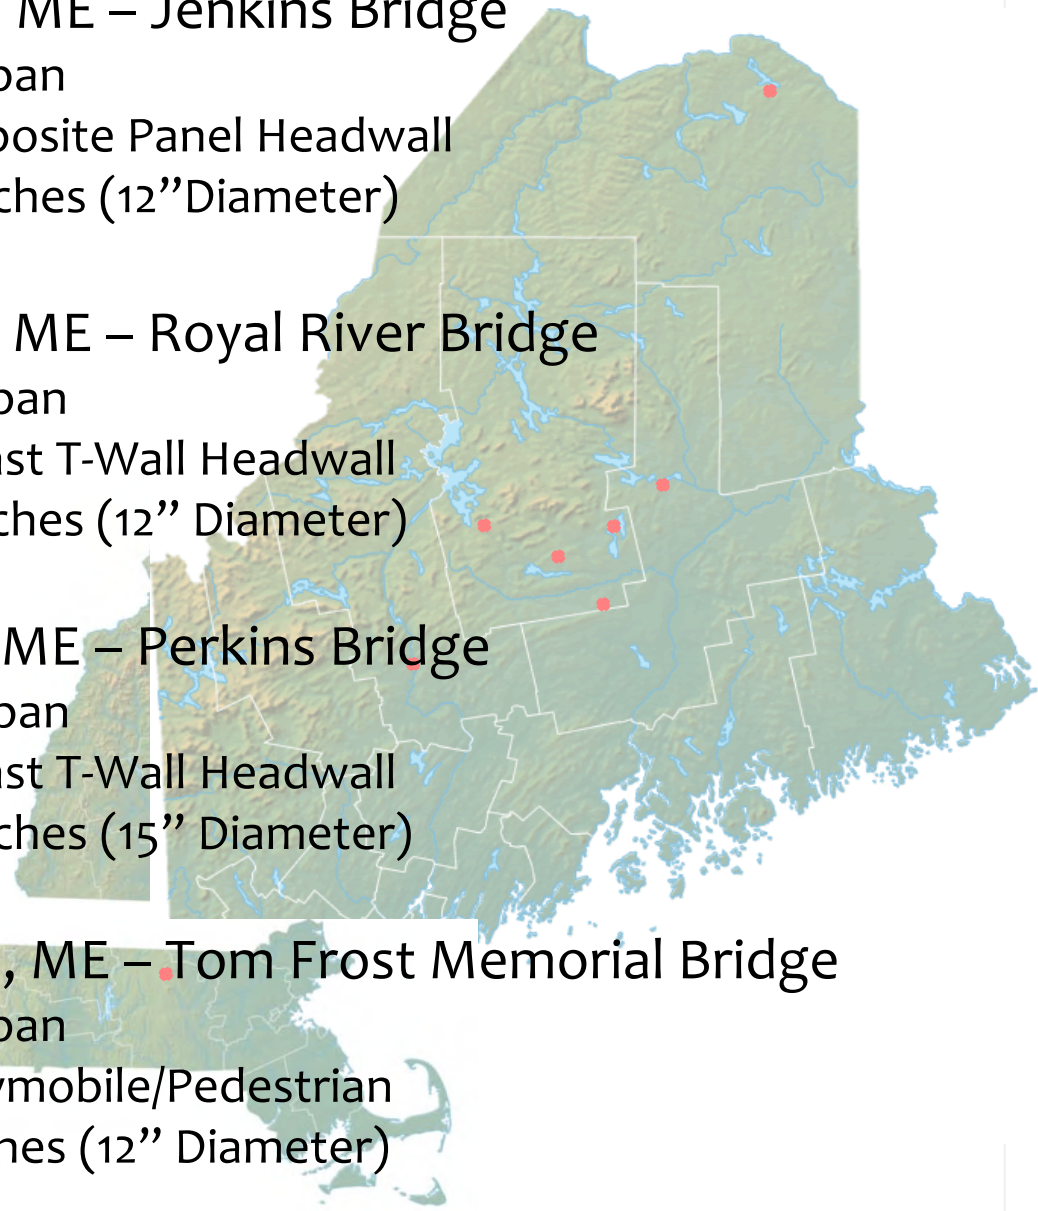 ME – Jenkins Bridge
pan
posite Panel Headwall
ches (12”Diameter)
ME – Royal River Bridge
pan
ast T-Wall Headwall
ches (12” Diameter)
ME – Perkins Bridge
pan
ast T-Wall Headwall
ches (15” Diameter)
, ME – Tom Frost Memorial Bridge
pan
mobile/Pedestrian
hes (12” Diameter)